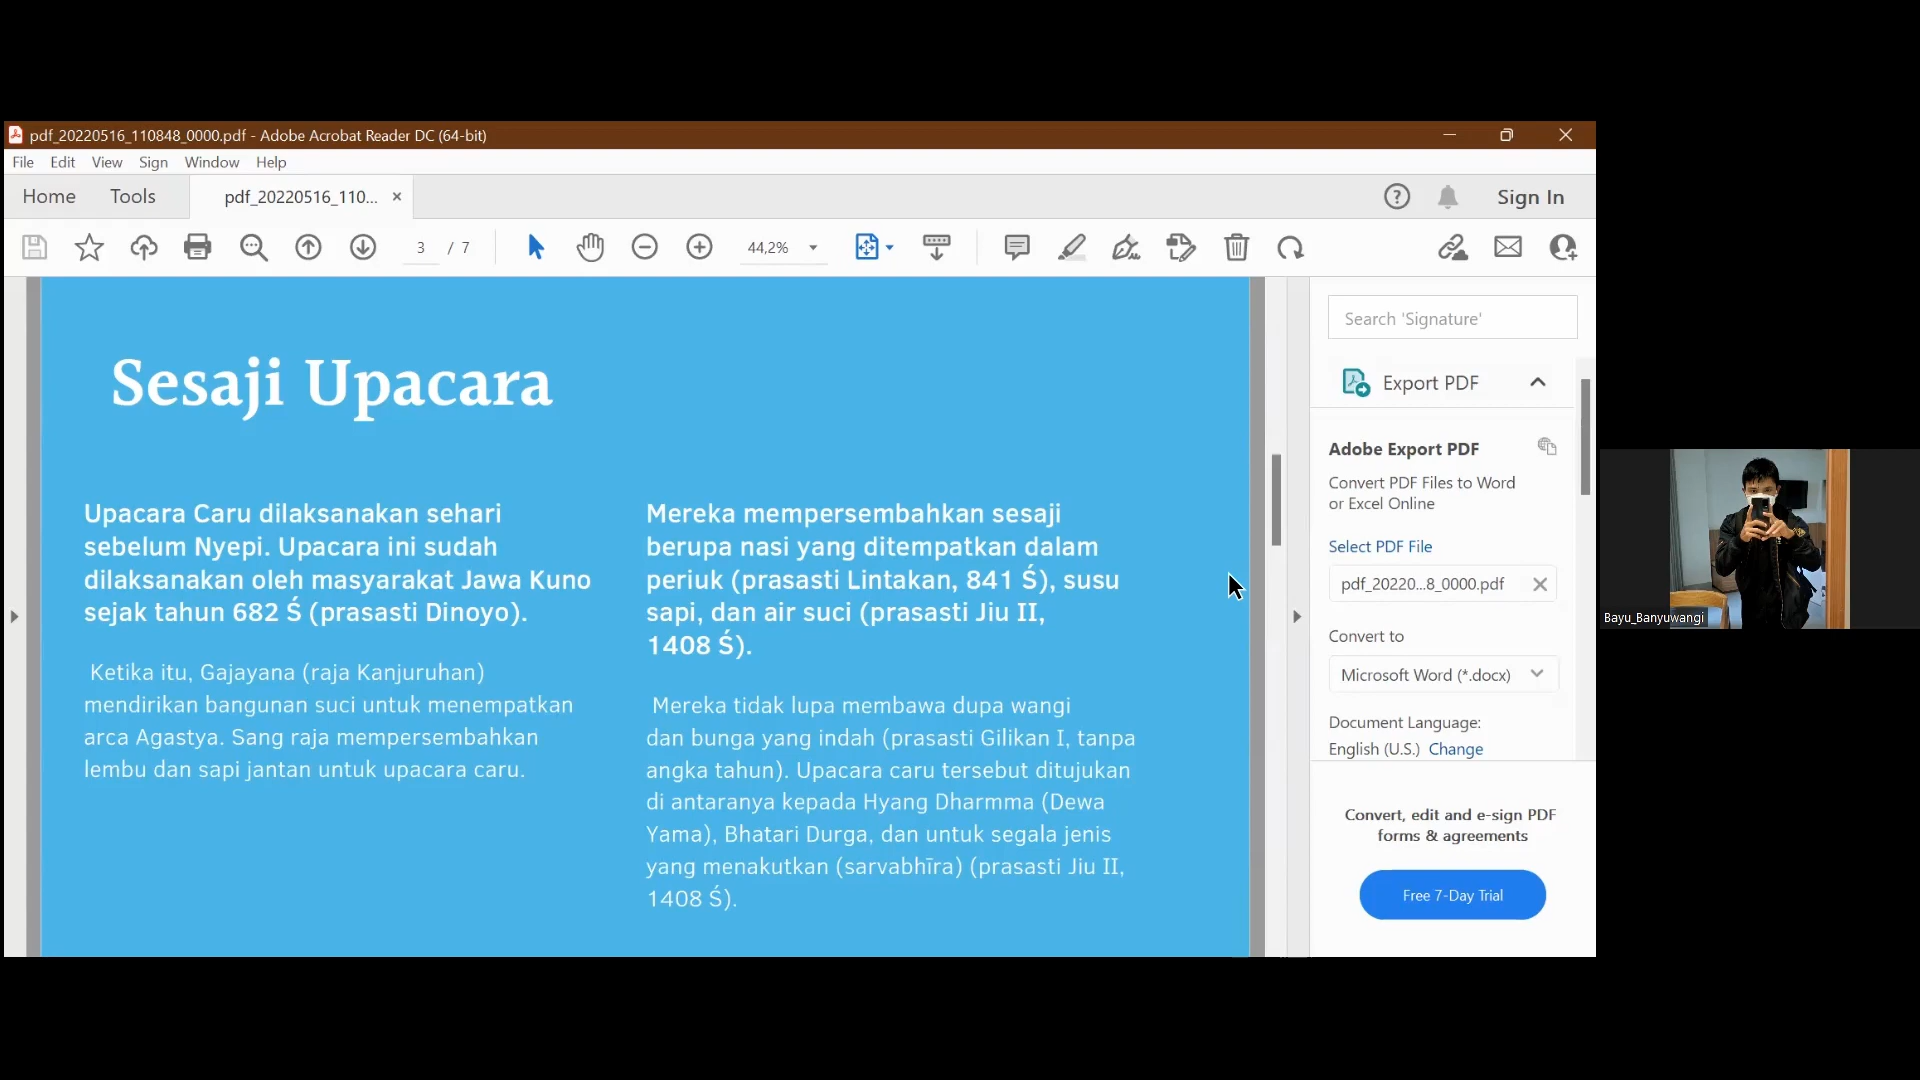 pdf_20220516_110848_0000.pdf - Adobe Acrobat Reader DC (64-bit)
File Edit View Sign Window Help
Home Tools pdf_20220516_110... × Sign In
3 / 7 44,2%
Sesaji Upacara
Upacara Caru dilaksanakan sehari
sebelum Nyepi. Upacara ini sudah
dilaksanakan oleh masyarakat Jawa Kuno
sejak tahun 682 Ś (prasasti Dinoyo).
Ketika itu, Gajayana (raja Kanjuruhan)
mendirikan bangunan suci untuk menempatkan
arca Agastya. Sang raja mempersembahkan
lembu dan sapi jantan untuk upacara caru.
Mereka mempersembahkan sesaji
berupa nasi yang ditempatkan dalam
periuk (prasasti Lintakan, 841 Ś), susu
sapi, dan air suci (prasasti Jiu II,
1408 Ś).
Mereka tidak lupa membawa dupa wangi
dan bunga yang indah (prasasti Gilikan I, tanpa
angka tahun). Upacara caru tersebut ditujukan
di antaranya kepada Hyang Dharmma (Dewa
Yama), Bhatari Durga, dan untuk segala jenis
yang menakutkan (sarvabhīra) (prasasti Jiu II,
1408 Ś).
Search 'Signature'
Export PDF
Adobe Export PDF
Convert PDF Files to Word
or Excel Online
Select PDF File
pdf_20220...8_0000.pdf
Convert to
Microsoft Word (*.docx)
Document Language:
English (U.S.) Change
Convert, edit and e-sign PDF
forms & agreements
Free 7-Day Trial
Bayu_Banyuwangi